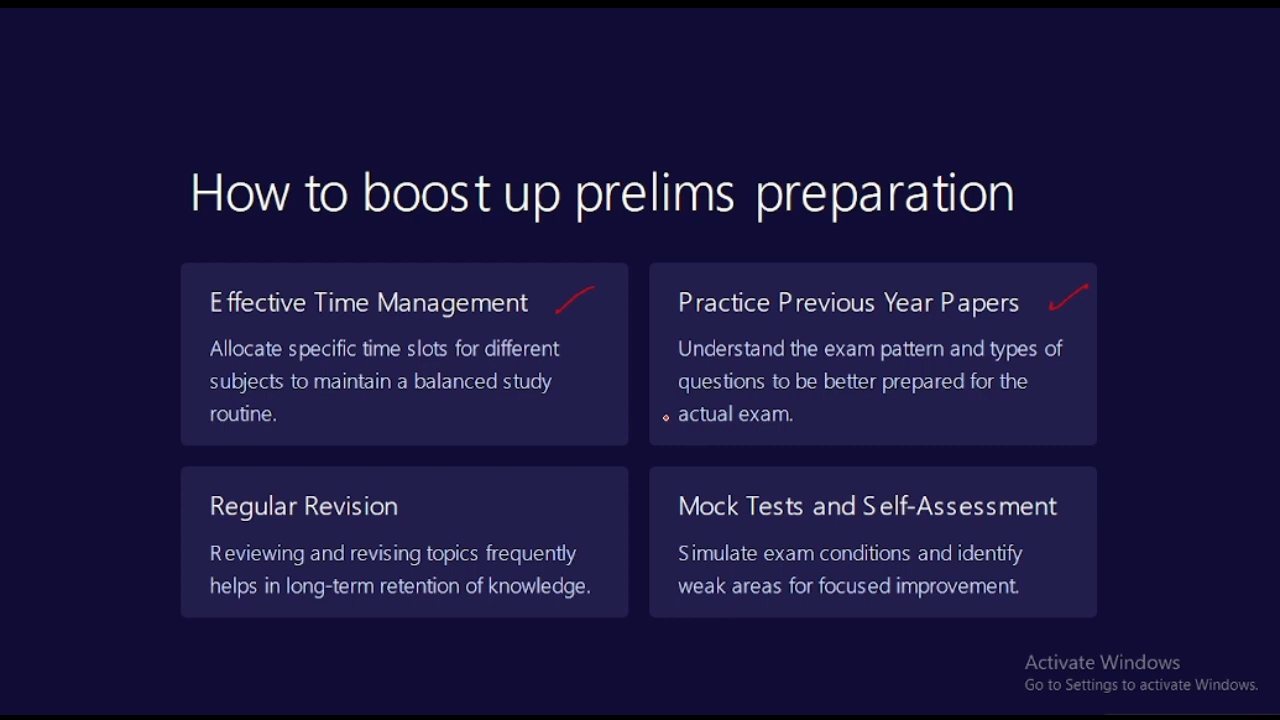 How to boost up prelims preparation
Effective Time Management
Allocate specific time slots for different
subjects to maintain a balanced study
routine.
Practice Previous Year Papers
Understand the exam pattern and types of
questions to be better prepared for the
actual exam.
Regular Revision
Reviewing and revising topics frequently
helps in long-term retention of knowledge.
Mock Tests and Self-Assessment
Simulate exam conditions and identify
weak areas for focused improvement.
Activate Windows
Go to Settings to activate Windows.